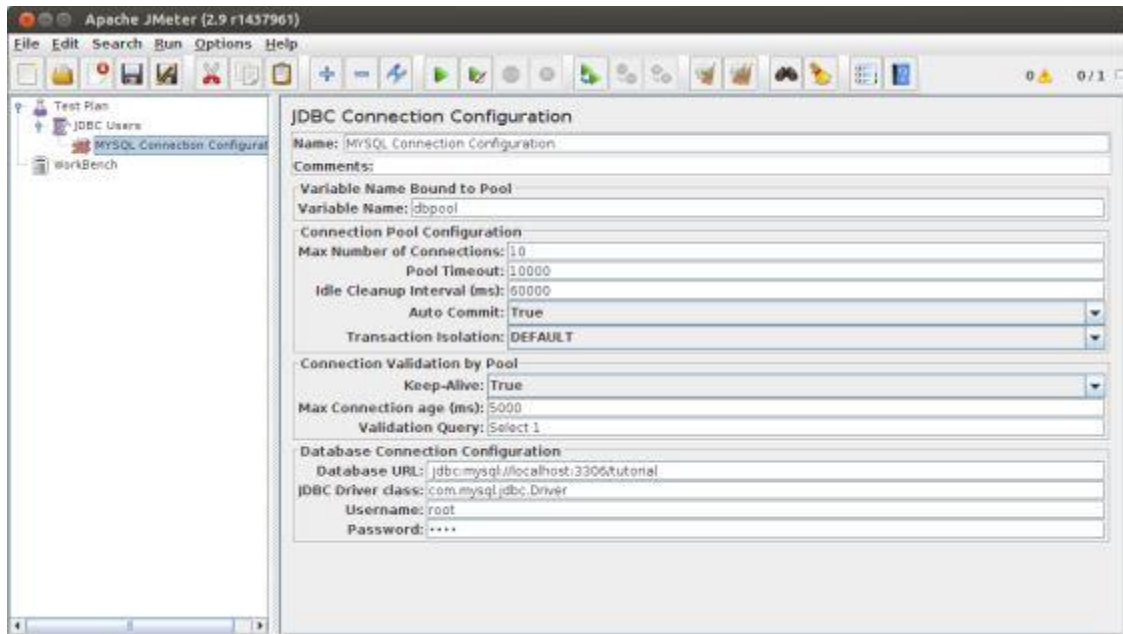 Apache JMeter (2.9 r1437961)
File Edit Search Run Options Help
0 0/1
Test Plan
JDBC Users
MYSQL Connection Configurat
WorkBench
JDBC Connection Configuration
Name: MYSQL Connection Configuration
Comments:
Variable Name Bound to Pool
Variable Name: dbpool
Connection Pool Configuration
Max Number of Connections: 10
Pool Timeout: 10000
Idle Cleanup Interval (ms): 60000
Auto Commit: True
Transaction Isolation: DEFAULT
Connection Validation by Pool
Keep-Alive: True
Max Connection age (ms): 5000
Validation Query: Select 1
Database Connection Configuration
Database URL: jdbc:mysql://localhost:3306/tutorial
JDBC Driver class: com.mysql.jdbc.Driver
Username: root
Password: ••••